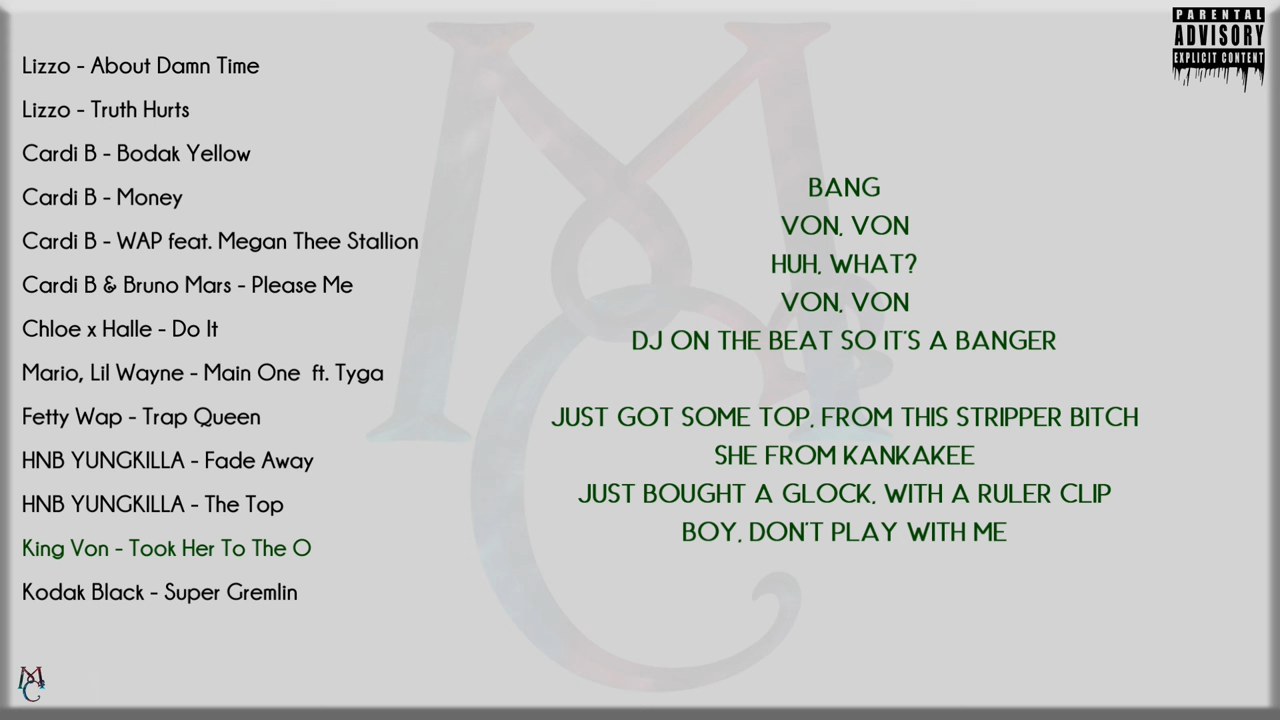 PARENTAL
ADVISORY
EXPLICIT CONTENT
Lizzo - About Damn Time
Lizzo - Truth Hurts
Cardi B - Bodak Yellow
Cardi B - Money
Cardi B - WAP feat. Megan Thee Stallion
Cardi B & Bruno Mars - Please Me
Chloe x Halle - Do It
Mario, Lil Wayne - Main One  ft. Tyga
Fetty Wap - Trap Queen
HNB YUNGKILLA - Fade Away
HNB YUNGKILLA - The Top
King Von - Took Her To The O
Kodak Black - Super Gremlin
BANG
VON, VON
HUH, WHAT?
VON, VON
DJ ON THE BEAT SO IT'S A BANGER
JUST GOT SOME TOP, FROM THIS STRIPPER BITCH
SHE FROM KANKAKEE
JUST BOUGHT A GLOCK, WITH A RULER CLIP
BOY, DON'T PLAY WITH ME
MC